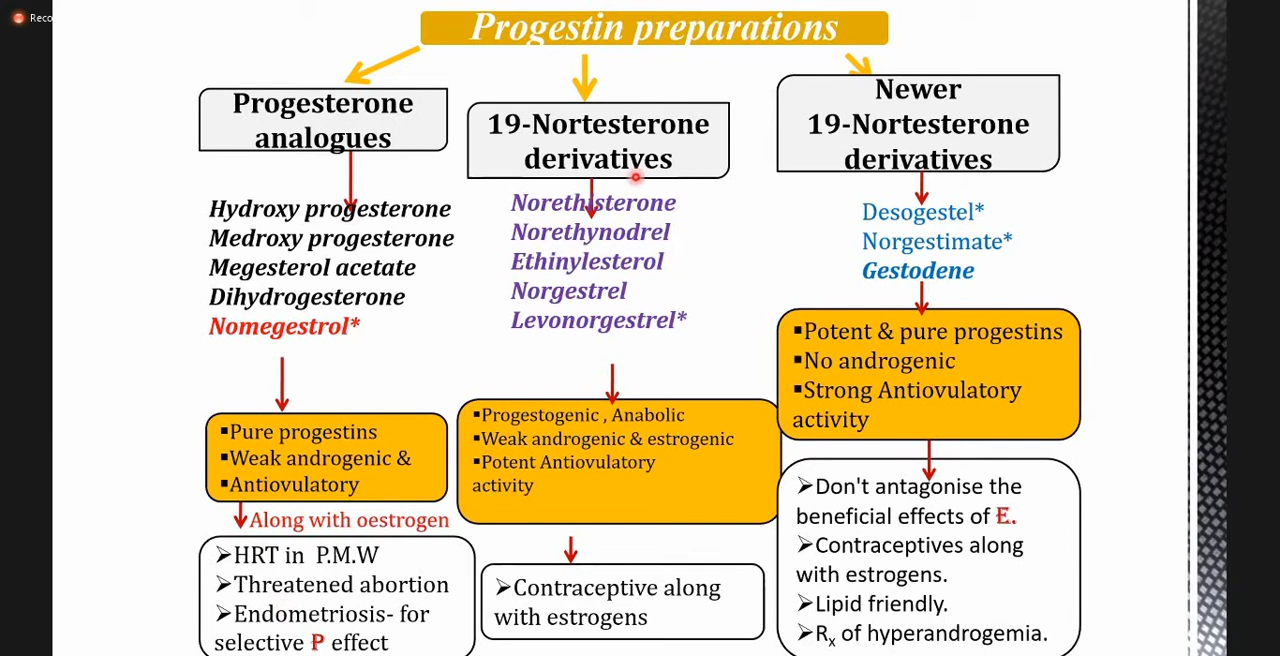 Reco
Progestin preparations
Progesterone
analogues
Hydroxy progesterone
Medroxy progesterone
Megesterol acetate
Dihydrogesterone
Nomegestrol*
▪Pure progestins
▪Weak androgenic &
▪Antiovulatory
Along with oestrogen
➢HRT in P.M.W
➢Threatened abortion
➢Endometriosis- for
selective P effect
19-Nortesterone
derivatives
Norethisterone
Norethynodrel
Ethinylesterol
Norgestrel
Levonorgestrel*
▪Progestogenic , Anabolic
▪Weak androgenic & estrogenic
▪Potent Antiovulatory
activity
➢Contraceptive along
with estrogens
Newer
19-Nortesterone
derivatives
Desogestel*
Norgestimate*
Gestodene
▪Potent & pure progestins
▪No androgenic
▪Strong Antiovulatory
activity
➢Don't antagonise the
beneficial effects of E.
➢Contraceptives along
with estrogens.
➢Lipid friendly.
➢Rx of hyperandrogemia.